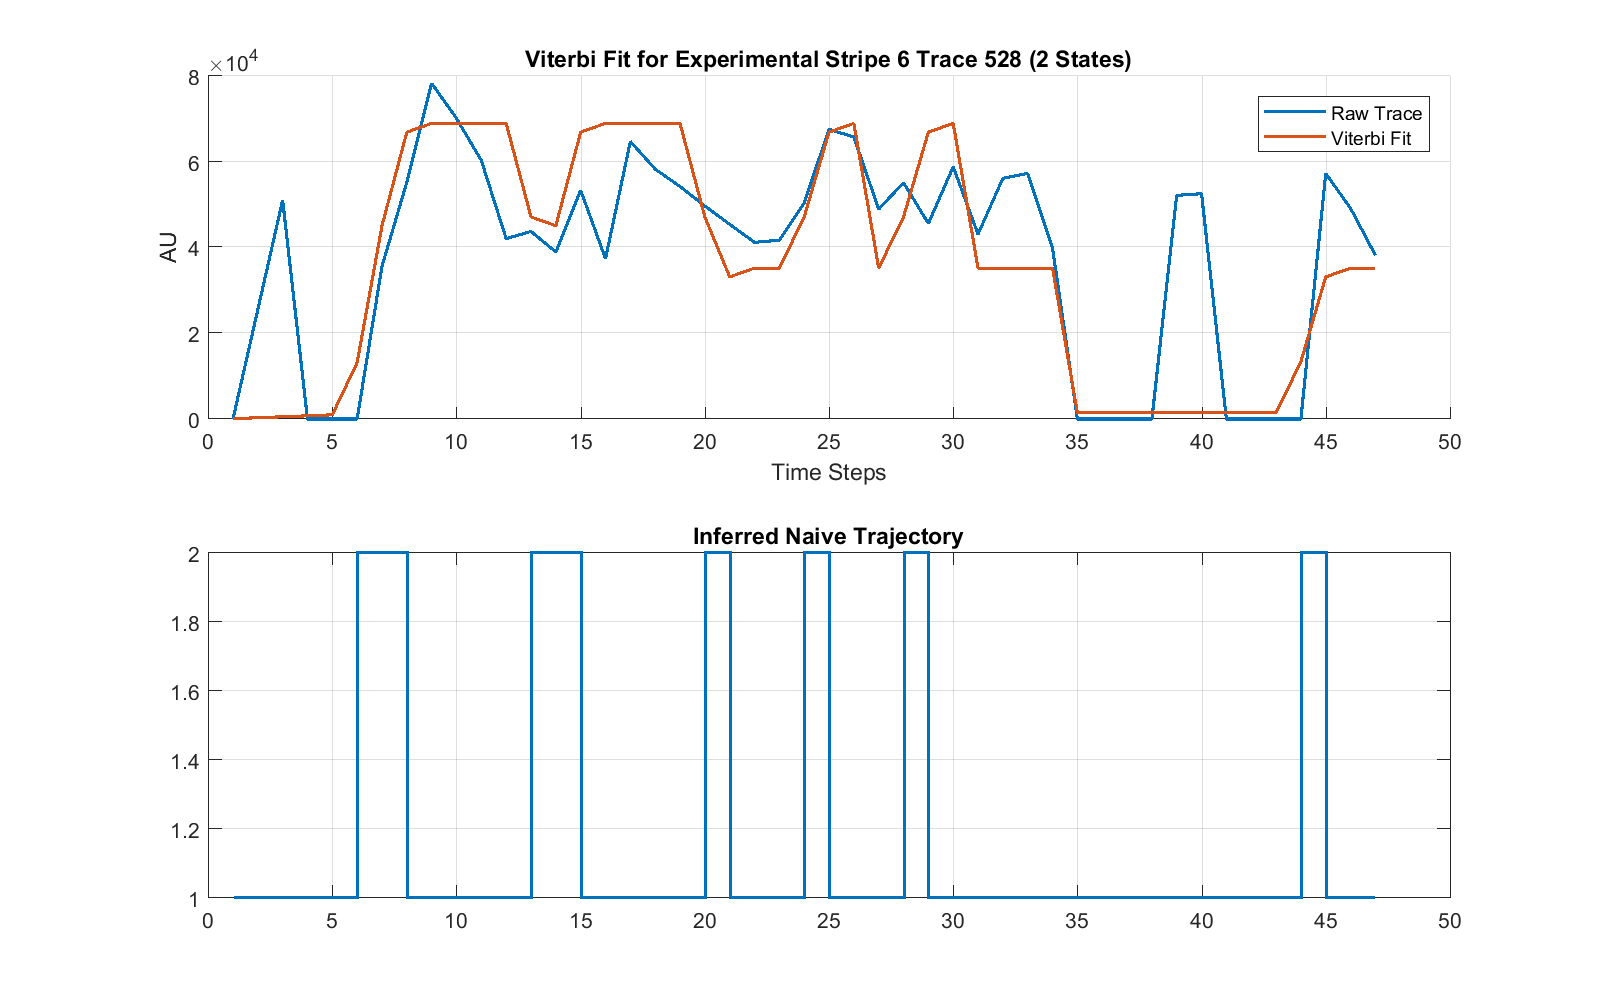 Viterbi Fit for Experimental Stripe 6 Trace 528 (2 States)
×10⁴
8
6
4
2
0
AU
Raw Trace
Viterbi Fit
0 5 10 15 20 25 30 35 40 45 50
Time Steps
Inferred Naive Trajectory
2
1.8
1.6
1.4
1.2
1
0 5 10 15 20 25 30 35 40 45 50